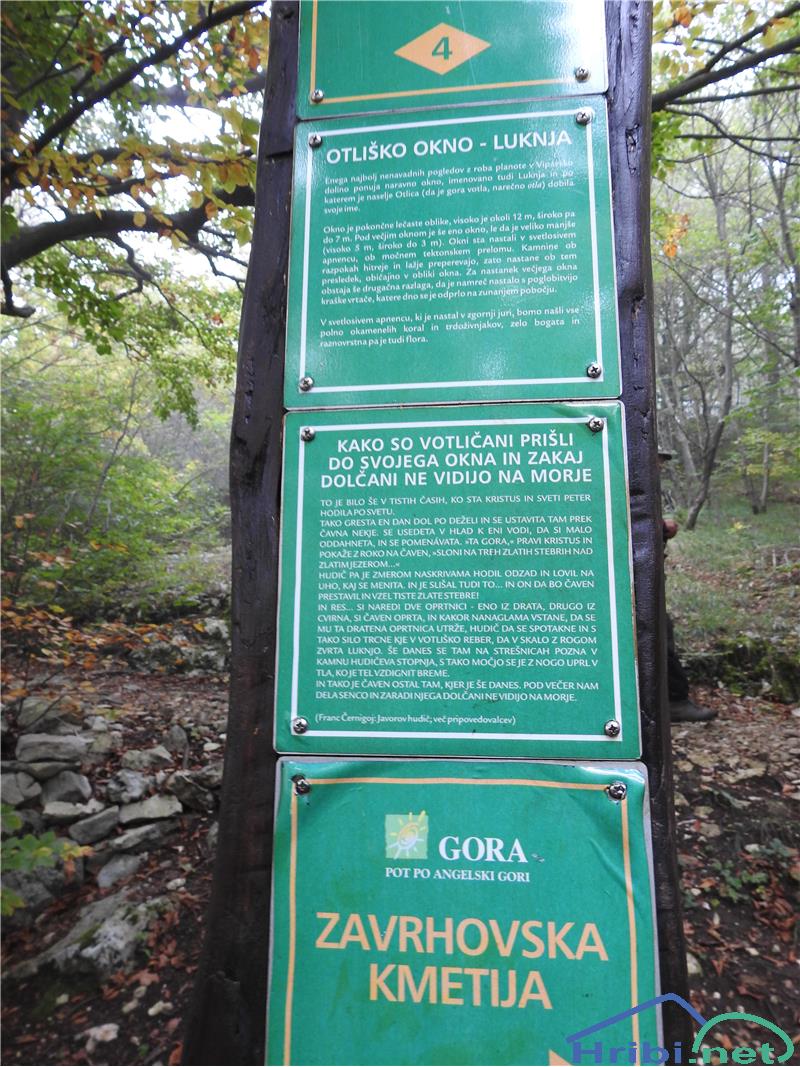 4
OTLIŠKO OKNO - LUKNJA
Enega najbolj nenavadnih pogledov z roba planote v Vipavsko
dolino ponuja naravno okno, imenovano tudi Luknja in po
katerem je naselje Otlica (da je gora votla, narečno otla) dobila
svoje ime.
Okno je pokončne lečaste oblike, visoko je okoli 12 m, široko pa
do 7 m. Pod večjim oknom je še eno okno, le da je veliko manjše
(visoko 5 m, široko do 3 m). Okni sta nastali v svetlosivem
apnencu, ob močnem tektonskem prelomu. Kamnine ob
razpokah hitreje in lažje preperevajo, zato nastane ob tem
presledek, običajno v obliki okna. Za nastanek večjega okna
obstaja še drugačna razlaga, da je namreč nastalo s poglobitvijo
kraške vrtače, katere dno se je odprlo na zunanjem pobočju.
V svetlosivem apnencu, ki je nastal v zgornji juri, bomo našli vse
polno okamenelih koral in trdoživnjakov, zelo bogata in
raznovrstna pa je tudi flora.
KAKO SO VOTLIČANI PRIŠLI
DO SVOJEGA OKNA IN ZAKAJ
DOLČANI NE VIDIJO NA MORJE
TO JE BILO ŠE V TISTIH ČASIH, KO STA KRISTUS IN SVETI PETER
HODILA PO SVETU.
TAKO GRESTA EN DAN DOL PO DEŽELI IN SE USTAVITA TAM PREK
ČAVNA NEKJE. SE USEDETA V HLAD K ENI VODI, DA SI MALO
ODDAHNETA, IN SE POMENÁVATA. »TA GORA,« PRAVI KRISTUS IN
POKAŽE Z ROKO NA ČAVEN, »SLONI NA TREH ZLATIH STEBRIH NAD
ZLATIM JEZEROM...«
HUDIČ PA JE ZMEROM NASKRIVAMA HODIL ODZAD IN LOVIL NA
UHO, KAJ SE MENITA. IN JE SLIŠAL TUDI TO... IN ON DA BO ČAVEN
PRESTAVIL IN VZEL TISTE ZLATE STEBRE!
IN RES... SI NAREDI DVE OPRTNICI - ENO IZ DRATA, DRUGO IZ
CVIRNA, SI ČAVEN OPRTA, IN KAKOR NANAGLAMA VSTANE, DA SE
MU TA DRATENA OPRTNICA UTRŽE, HUDIČ DA SE SPOTAKNE IN S
TAKO SILO TRCNE KJE V VOTLIŠKO REBER, DA V SKALO Z ROGOM
ZVRTA LUKNJO. ŠE DANES SE TAM NA STREŠNICAH POZNA V
KAMNU HUDIČEVA STOPNJA, S TAKO MOČJO SE JE Z NOGO UPRL V
TLA, KO JE TEL VZDIGNIT BREME.
IN TAKO JE ČAVEN OSTAL TAM, KJER JE ŠE DANES. POD VEČER NAM
DELA SENCO IN ZARADI NJEGA DOLČANI NE VIDIJO NA MORJE.
(Franc Černigoj: Javorov hudič; več pripovedovalcev)
GORA
POT PO ANGELSKI GORI
ZAVRHOVSKA
KMETIJA
Hribi.net